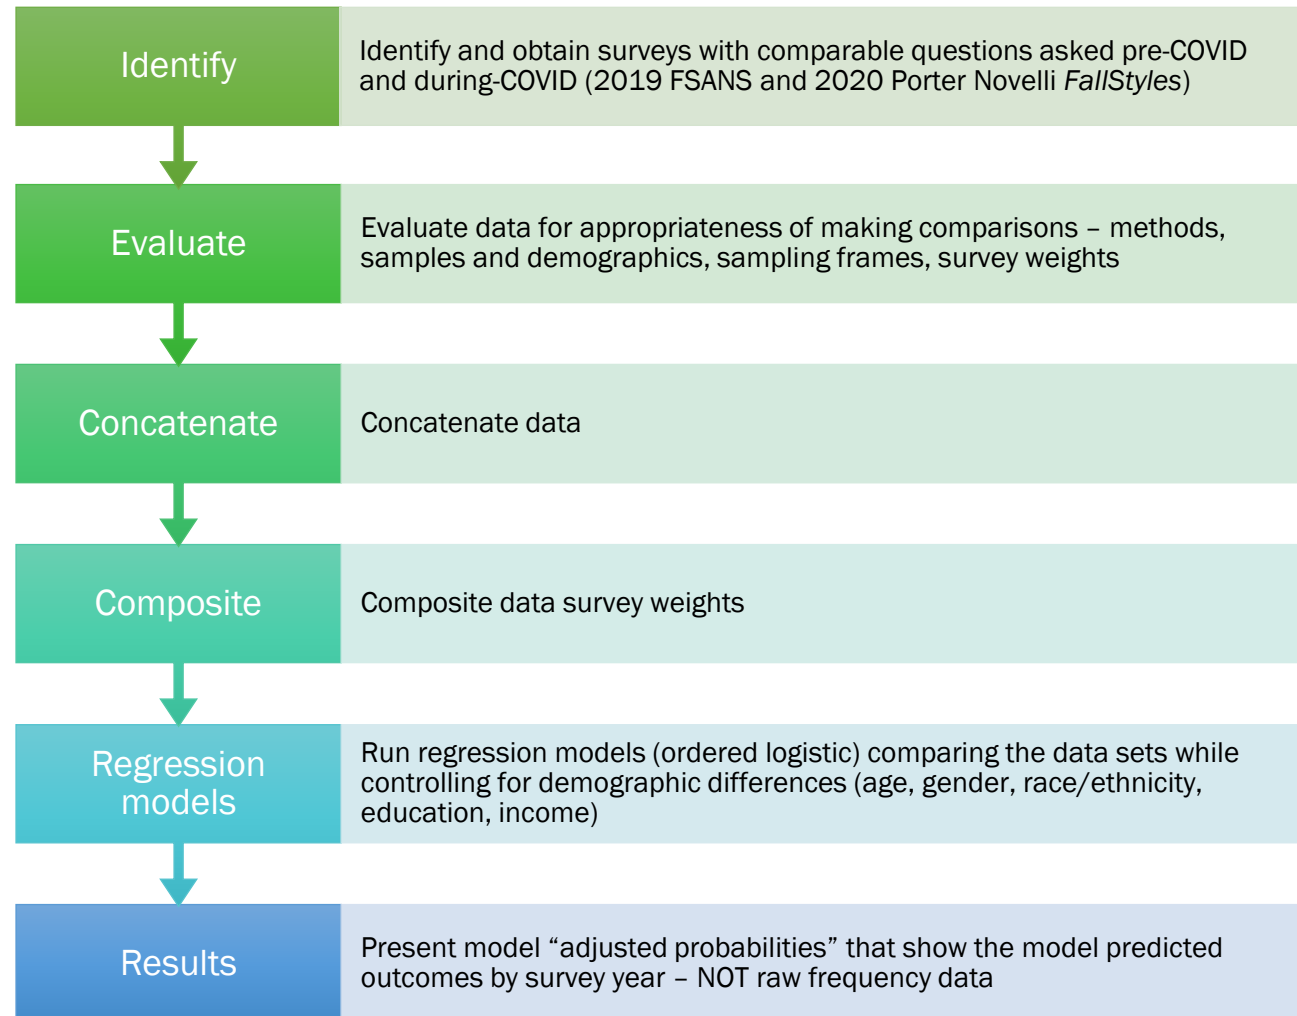 Identify
Identify and obtain surveys with comparable questions asked pre-COVID
and during-COVID (2019 FSANS and 2020 Porter Novelli FallStyles)
Evaluate
Evaluate data for appropriateness of making comparisons – methods,
samples and demographics, sampling frames, survey weights
Concatenate
Concatenate data
Composite
Composite data survey weights
Regression
models
Run regression models (ordered logistic) comparing the data sets while
controlling for demographic differences (age, gender, race/ethnicity,
education, income)
Results
Present model “adjusted probabilities” that show the model predicted
outcomes by survey year – NOT raw frequency data